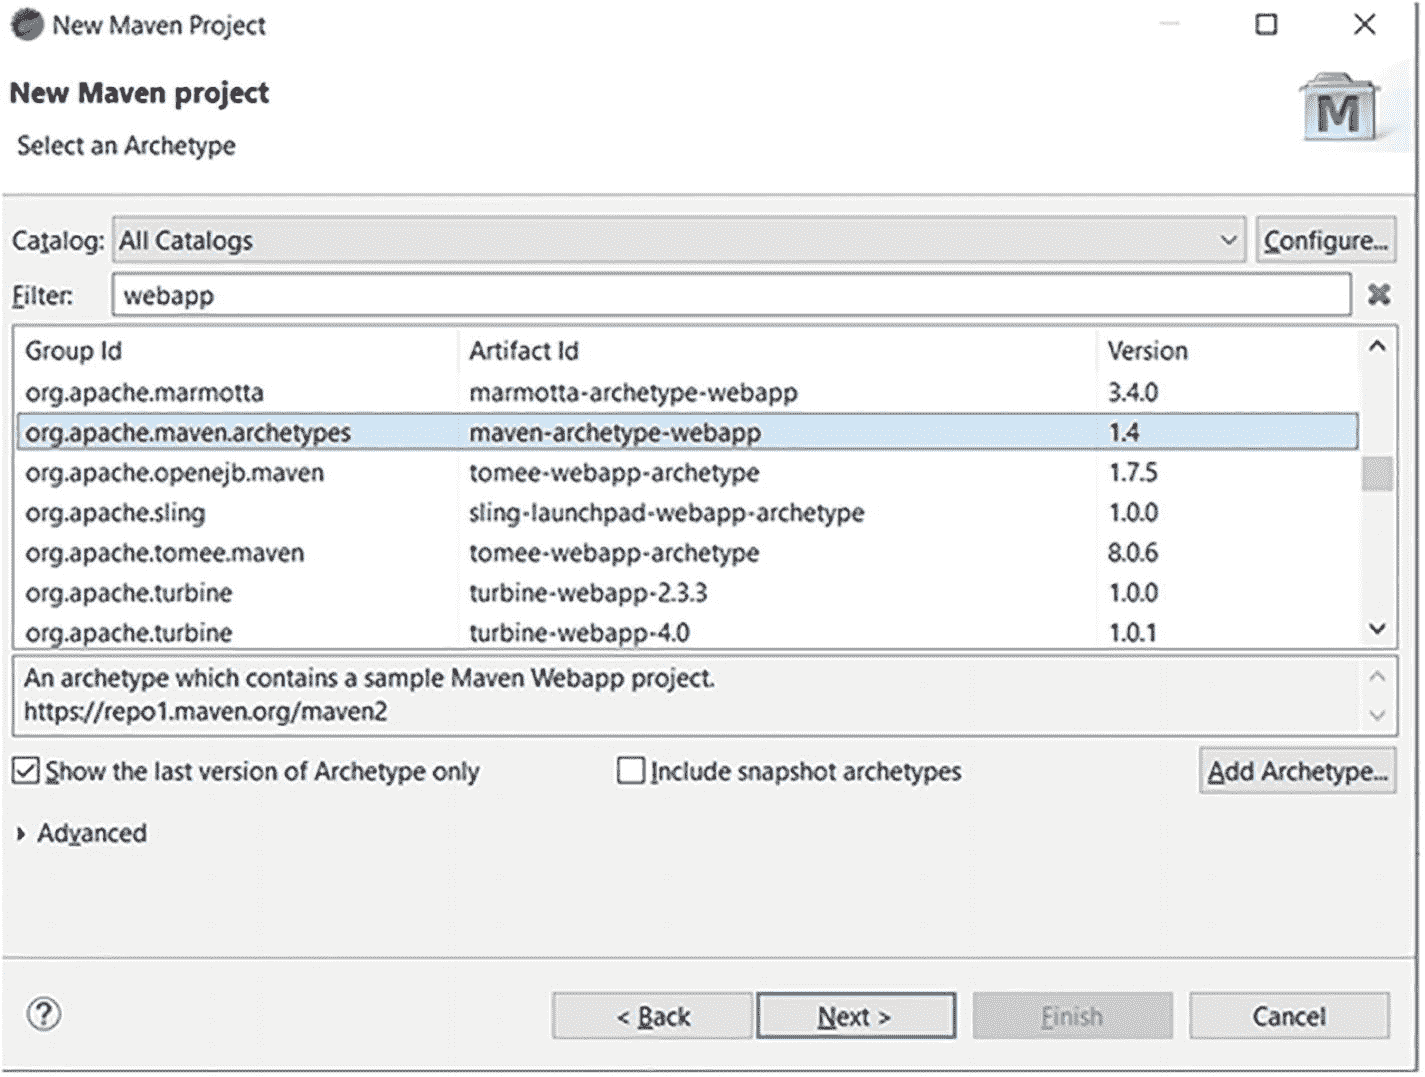 New Maven Project
New Maven project
M
Select an Archetype
Catalog: All Catalogs Configure...
Filter: webapp
Group Id Artifact Id Version
org.apache.marmotta marmotta-archetype-webapp 3.4.0
org.apache.maven.archetypes maven-archetype-webapp 1.4
org.apache.openejb.maven tomee-webapp-archetype 1.7.5
org.apache.sling sling-launchpad-webapp-archetype 1.0.0
org.apache.tomee.maven tomee-webapp-archetype 8.0.6
org.apache.turbine turbine-webapp-2.3.3 1.0.0
org.apache.turbine turbine-webapp-4.0 1.0.1
An archetype which contains a sample Maven Webapp project.
https://repo1.maven.org/maven2
Show the last version of Archetype only Include snapshot archetypes Add Archetype...
Advanced
? < Back Next > Finish Cancel